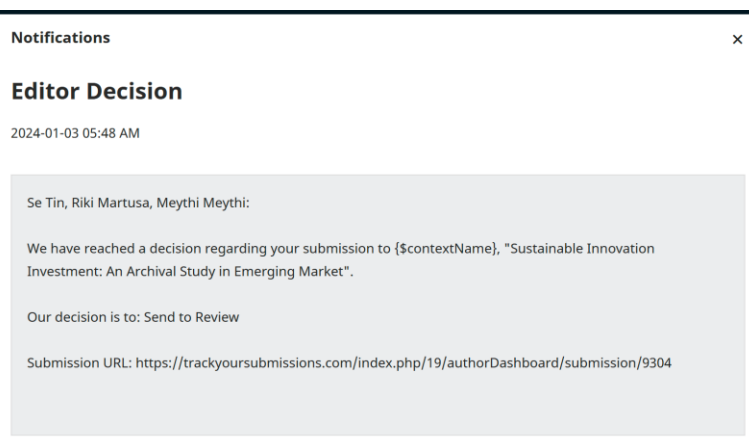 Notifications
×
Editor Decision
2024-01-03 05:48 AM
Se Tin, Riki Martusa, Meythi Meythi:
We have reached a decision regarding your submission to {$contextName}, "Sustainable Innovation
Investment: An Archival Study in Emerging Market".
Our decision is to: Send to Review
Submission URL: https://trackyoursubmissions.com/index.php/19/authorDashboard/submission/9304